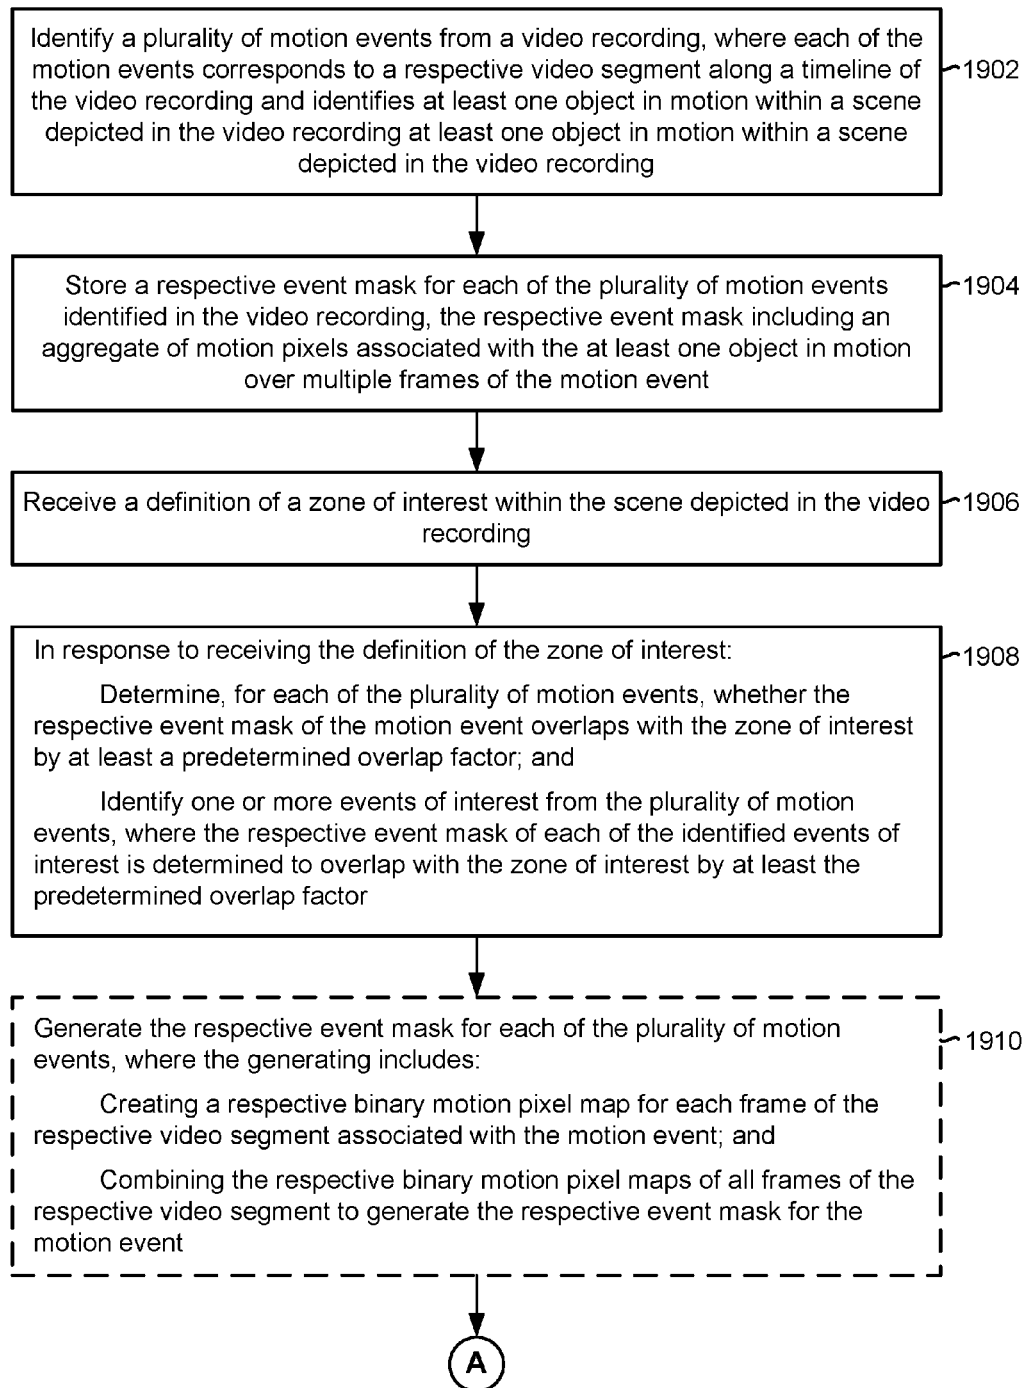 Identify a plurality of motion events from a video recording, where each of the
motion events corresponds to a respective video segment along a timeline of
the video recording and identifies at least one object in motion within a scene
depicted in the video recording at least one object in motion within a scene
depicted in the video recording
1902
Store a respective event mask for each of the plurality of motion events
identified in the video recording, the respective event mask including an
aggregate of motion pixels associated with the at least one object in motion
over multiple frames of the motion event
1904
Receive a definition of a zone of interest within the scene depicted in the video
recording
1906
In response to receiving the definition of the zone of interest:
Determine, for each of the plurality of motion events, whether the
respective event mask of the motion event overlaps with the zone of interest
by at least a predetermined overlap factor; and
Identify one or more events of interest from the plurality of motion
events, where the respective event mask of each of the identified events of
interest is determined to overlap with the zone of interest by at least the
predetermined overlap factor
1908
Generate the respective event mask for each of the plurality of motion
events, where the generating includes:
Creating a respective binary motion pixel map for each frame of the
respective video segment associated with the motion event; and
Combining the respective binary motion pixel maps of all frames of the
respective video segment to generate the respective event mask for the
motion event
1910
A